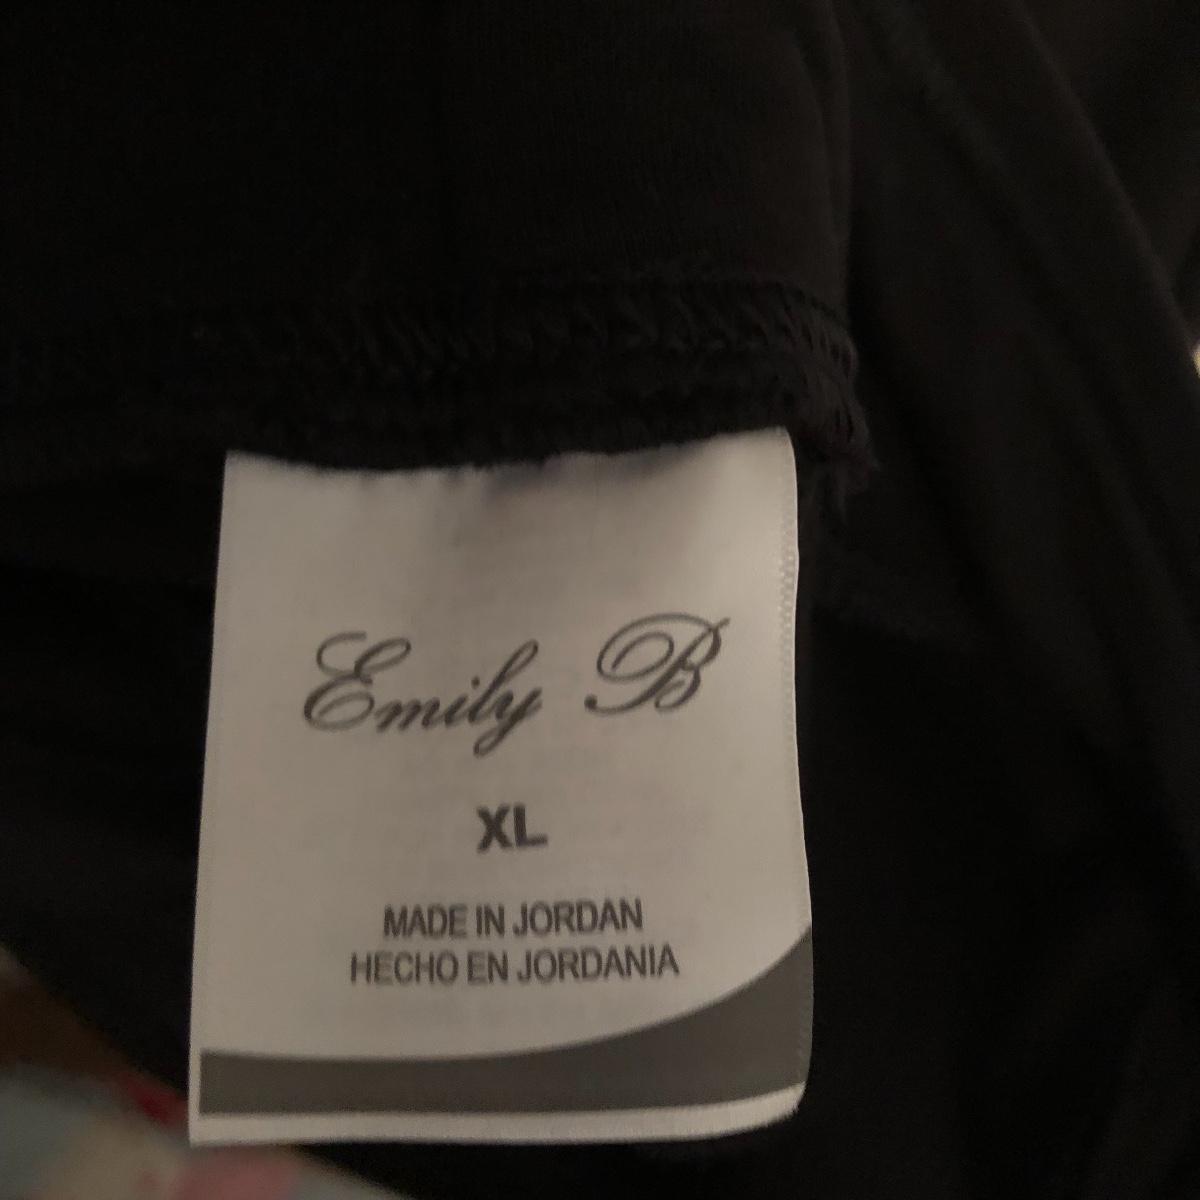 Emily B
XL
MADE IN JORDAN
HECHO EN JORDANIA